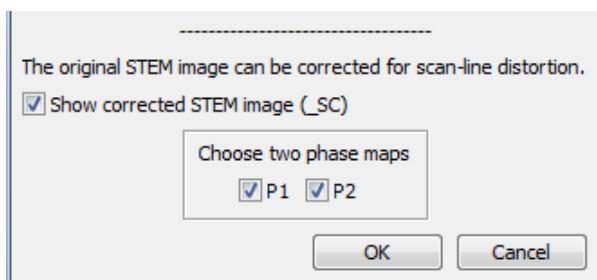 ------------------------------------
The original STEM image can be corrected for scan-line distortion.
Show corrected STEM image (_SC)
Choose two phase maps
P1 P2
OK Cancel